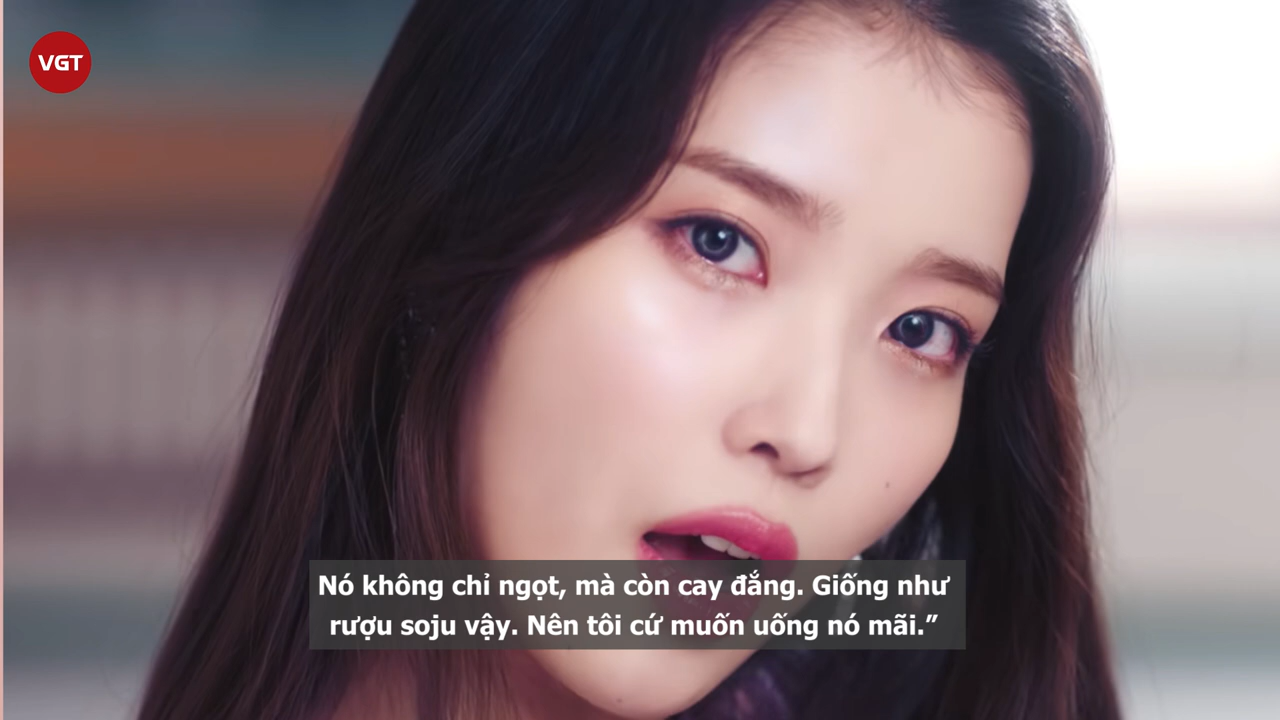 VGT
Nó không chỉ ngọt, mà còn cay đắng. Giống như
rượu soju vậy. Nên tôi cứ muốn uống nó mãi.”